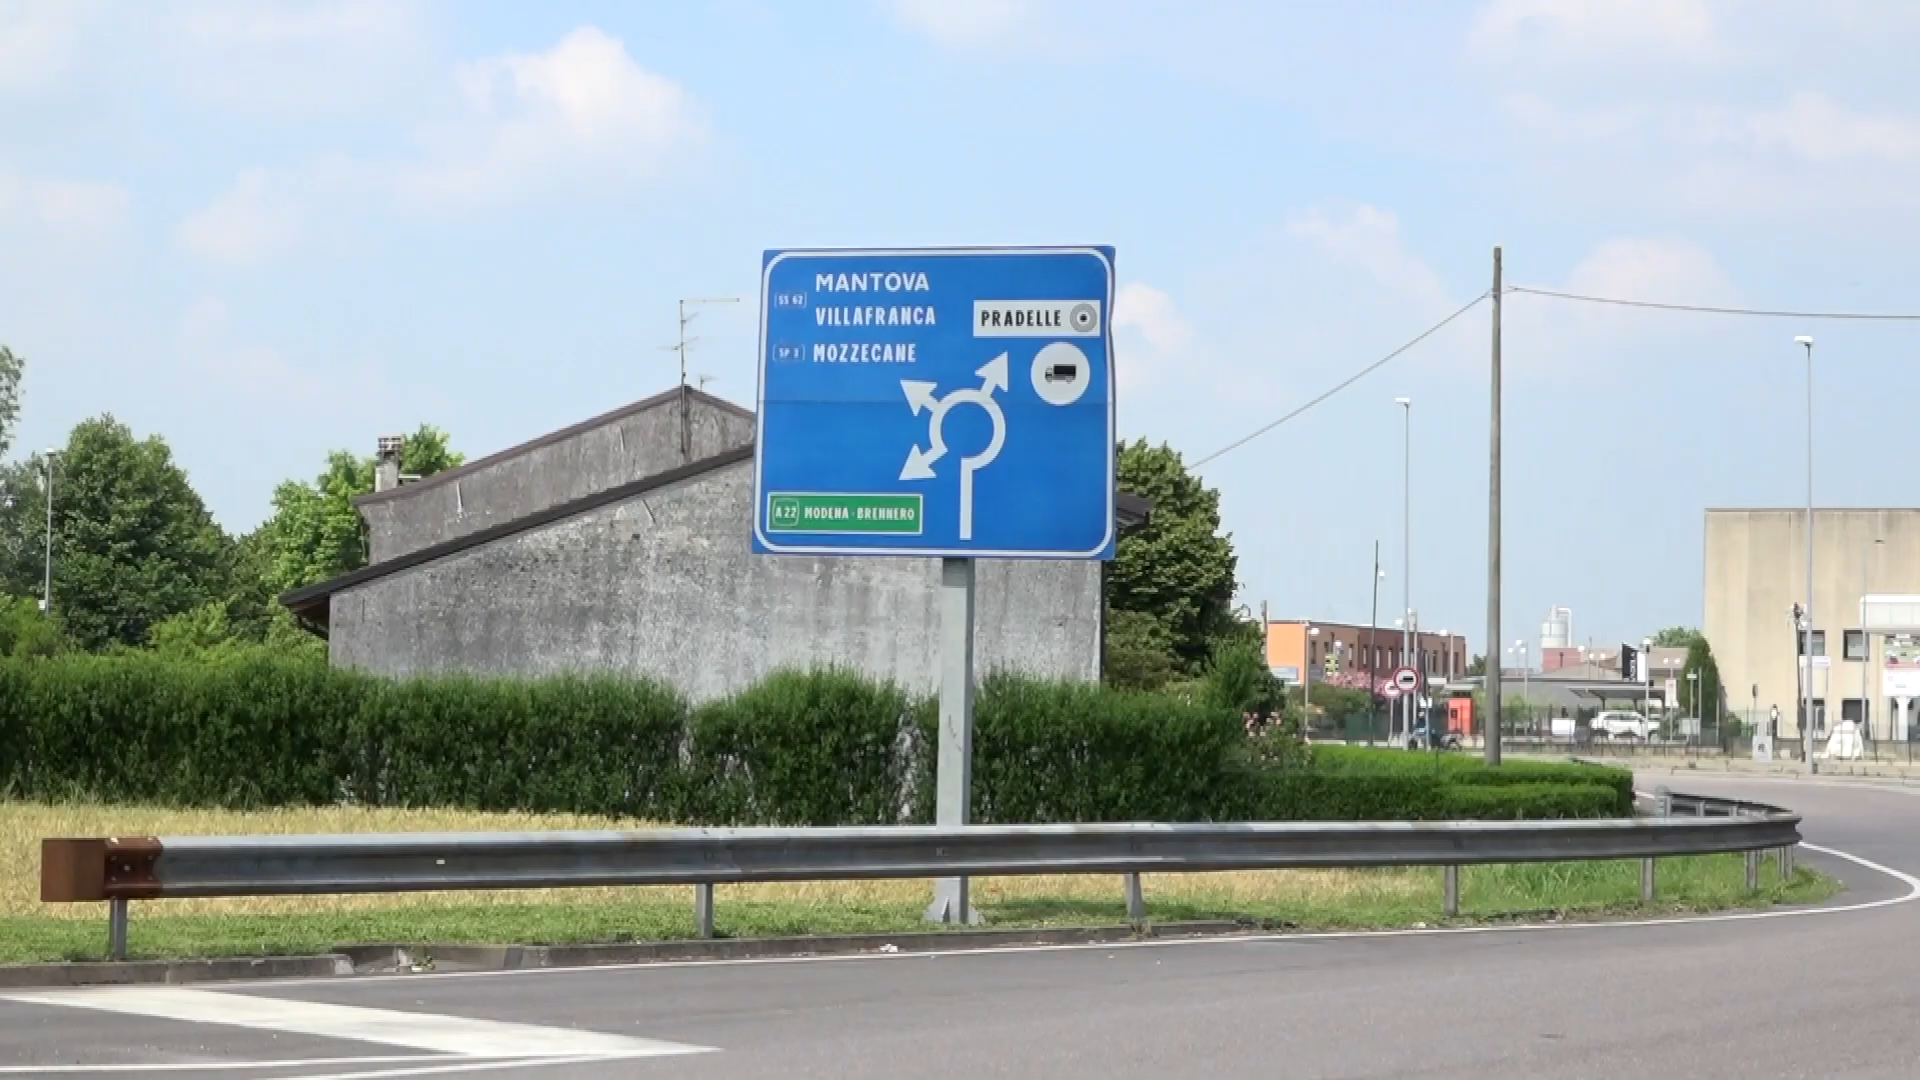 MANTOVA
SS 62
VILLAFRANCA
PRADELLE
SP 3 MOZZECANE
A 22 MODENA - BRENNERO